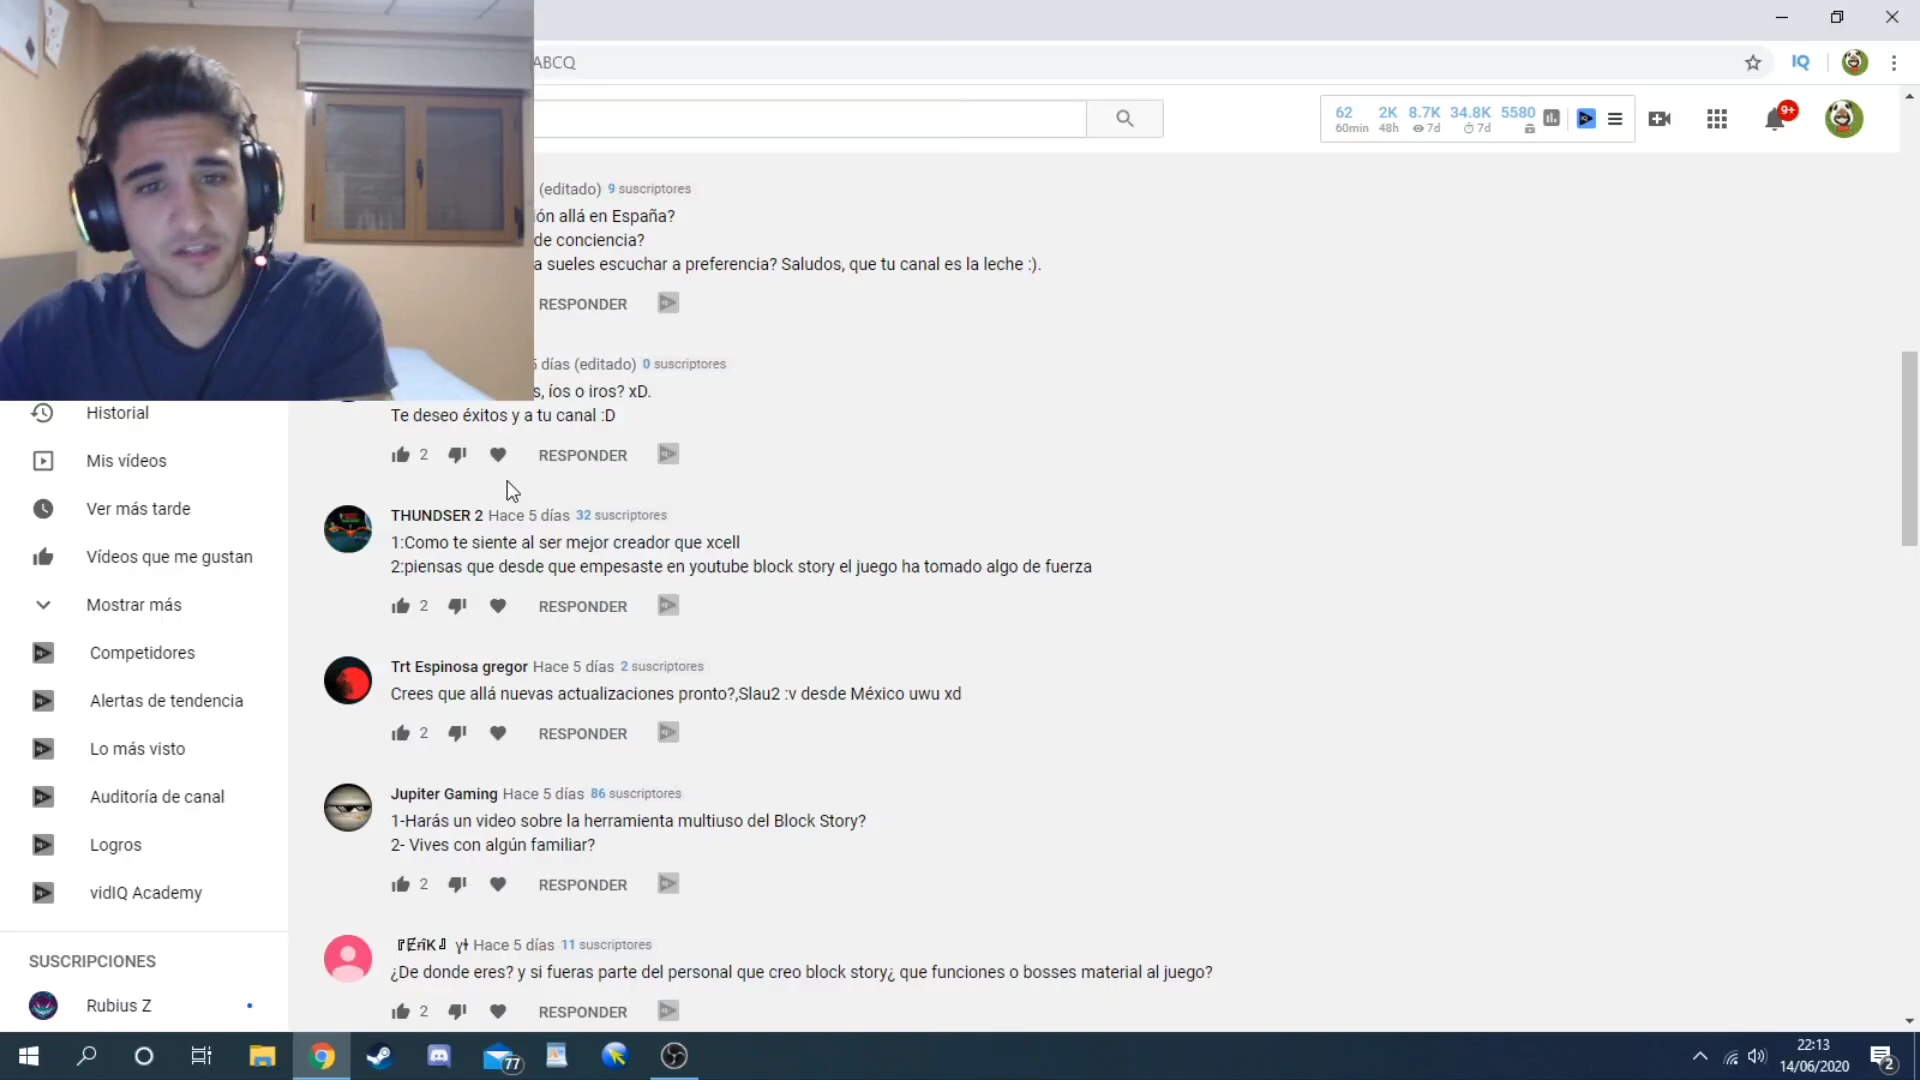 ABCQ
IQ
62 2K 8.7K 34.8K 5580
60min 48h 7d 7d
9+
(editado) 9 suscriptores
ón allá en España?
de conciencia?
a sueles escuchar a preferencia? Saludos, que tu canal es la leche :).
RESPONDER
5 días (editado) 0 suscriptores
s, íos o iros? xD.
Te deseo éxitos y a tu canal :D
2 RESPONDER
THUNDSER 2 Hace 5 días 32 suscriptores
1:Como te siente al ser mejor creador que xcell
2:piensas que desde que empesaste en youtube block story el juego ha tomado algo de fuerza
2 RESPONDER
Trt Espinosa gregor Hace 5 días 2 suscriptores
Crees que allá nuevas actualizaciones pronto?,Slau2 :v desde México uwu xd
2 RESPONDER
Jupiter Gaming Hace 5 días 86 suscriptores
1-Harás un video sobre la herramienta multiuso del Block Story?
2- Vives con algún familiar?
2 RESPONDER
Hace 5 días 11 suscriptores
¿De donde eres? y si fueras parte del personal que creo block story¿ que funciones o bosses material al juego?
2 RESPONDER
Historial
Mis vídeos
Ver más tarde
Vídeos que me gustan
Mostrar más
Competidores
Alertas de tendencia
Lo más visto
Auditoría de canal
Logros
vidIQ Academy
SUSCRIPCIONES
Rubius Z
77
22:13
14/06/2020
2